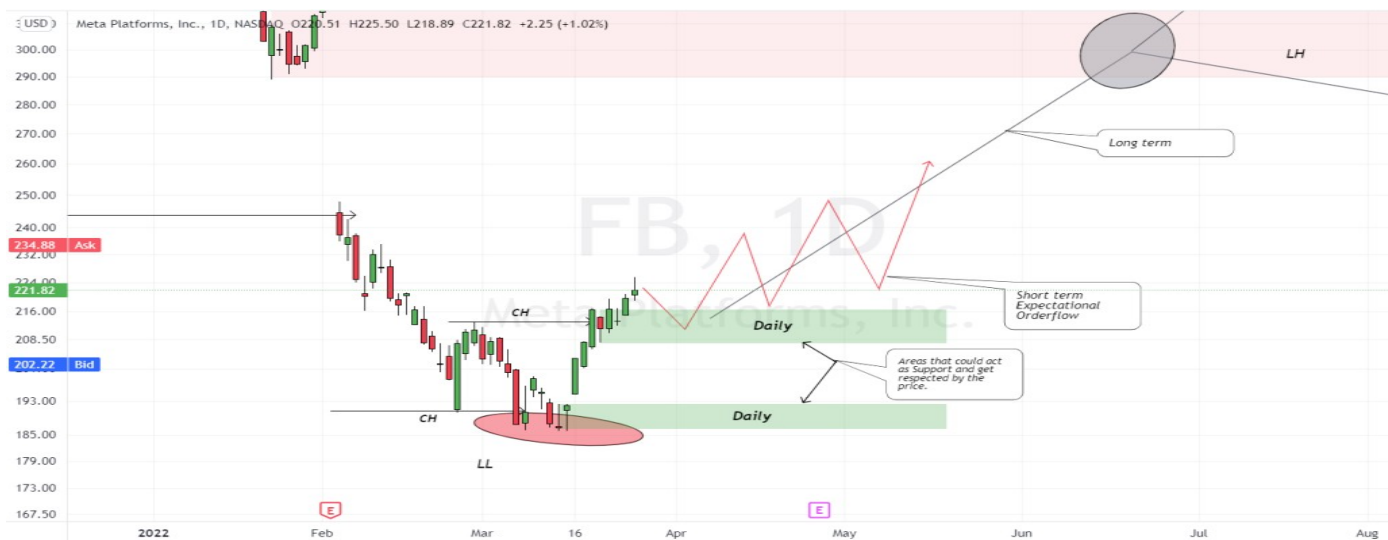 USD Meta Platforms, Inc., 1D, NASDAQ O220.51 H225.50 L218.89 C221.82 +2.25 (+1.02%)
300.00
LH
290.00
280.00
270.00
Long term
260.00
250.00
240.00
FB, 1D
234.88 Ask
232.00
224.00
221.82
Short term
Expectational
Orderflow
216.00
CH
Meta Platforms, Inc.
Daily
208.50
Areas that could act
as Support and get
respected by the
price.
202.22 Bid
193.00
CH
Daily
185.00
LL
179.00
173.00
167.50
E
E
2022 Feb Mar 16 Apr May Jun Jul Aug